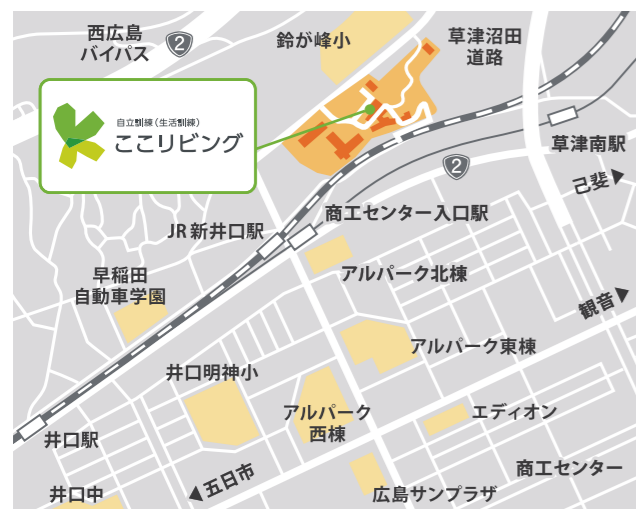 西広島
バイパス
2
鈴が峰小
草津沼田
道路
自立訓練（生活訓練）
ここリビング
草津南駅
2
己斐▶
商工センター入口駅
JR新井口駅
アルパーク北棟
早稲田
自動車学園
観音▶
アルパーク東棟
井口明神小
アルパーク
西棟
エディオン
井口駅
商工センター
◀五日市
井口中
広島サンプラザ